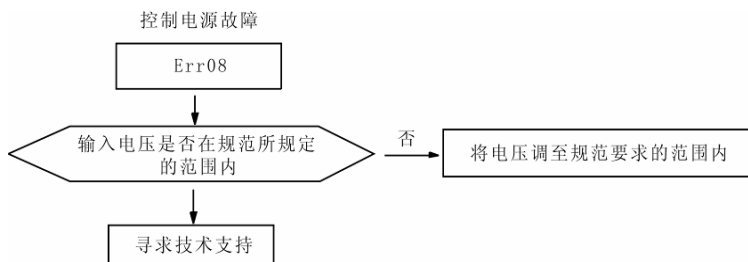 控制电源故障
Err08
输入电压是否在规范所规定
的范围内
否
将电压调至规范要求的范围内
寻求技术支持